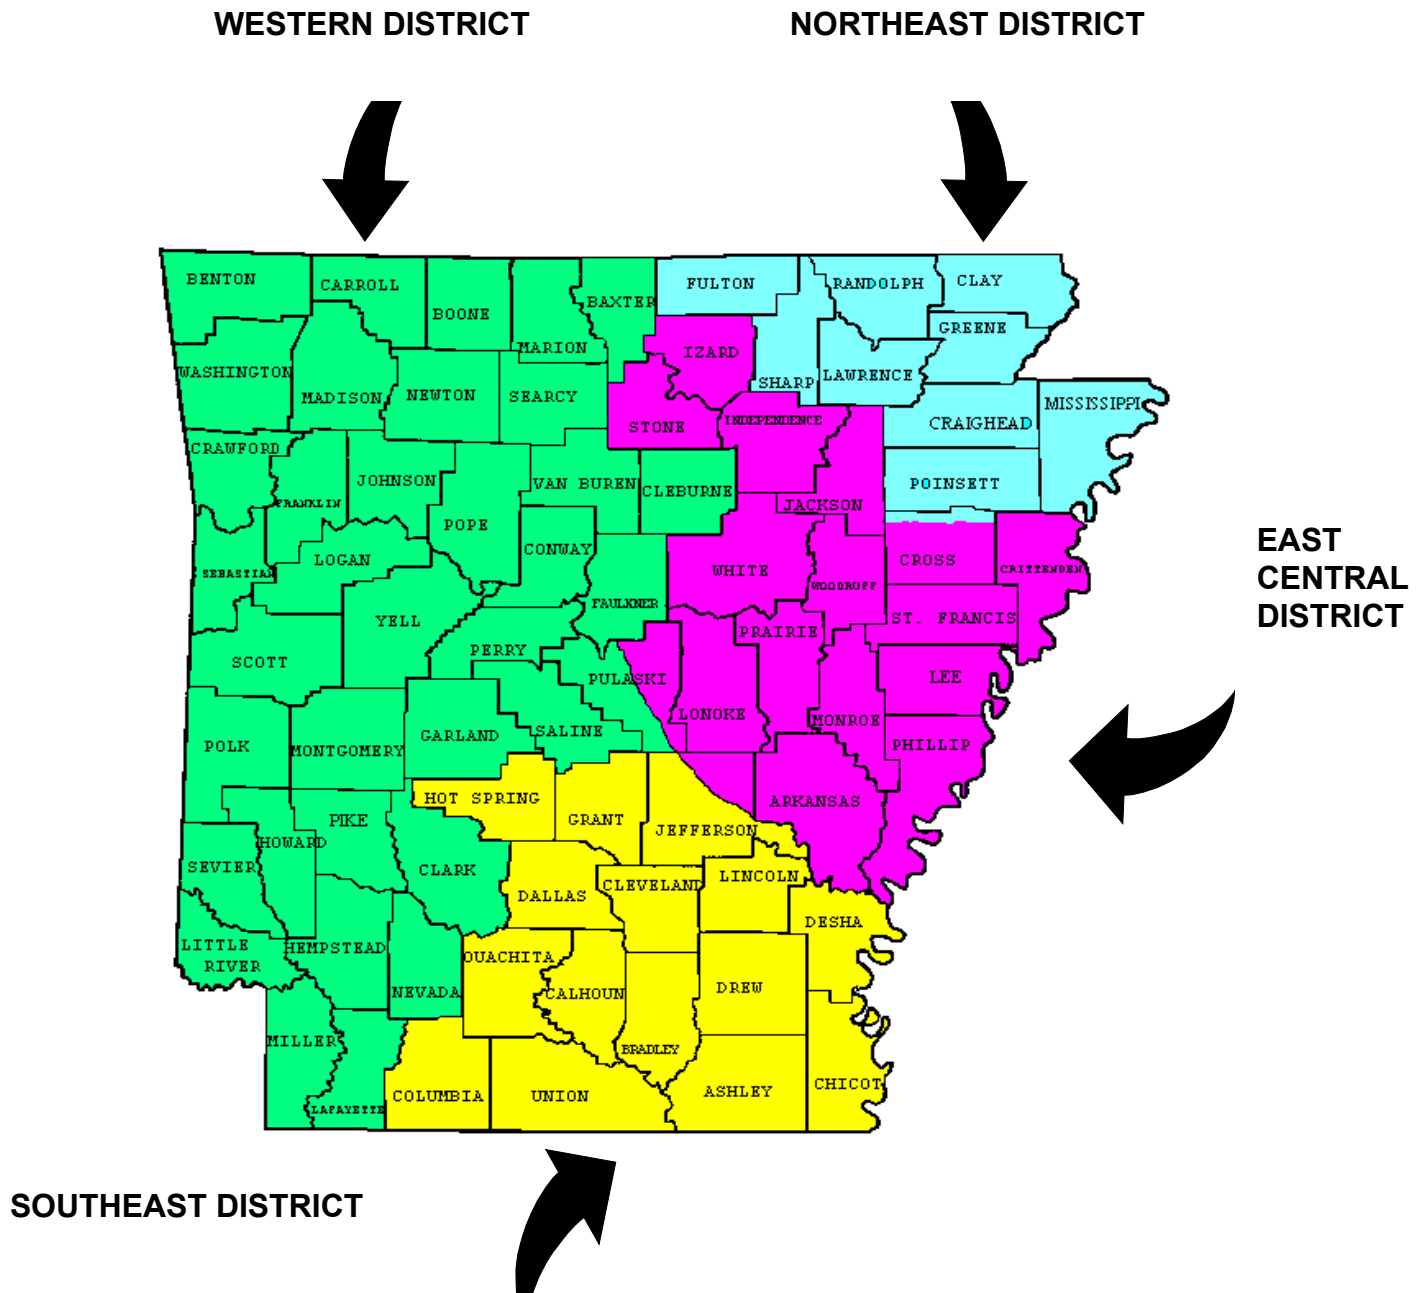 WESTERN DISTRICT
NORTHEAST DISTRICT
BENTON
CARROLL
BOONE
MARION
BAXTER
FULTON
RANDOLPH
CLAY
GREENE
IZARD
SHARP
LAWRENCE
WASHINGTON
MADISON
NEWTON
SEARCY
STONE
INDEPENDENCE
CRAIGHEAD
MISSISSIPPI
CRAWFORD
FRANKLIN
JOHNSON
POPE
VAN BUREN
CLEBURNE
JACKSON
POINSETT
SEBASTIAN
LOGAN
CONWAY
FAULKNER
WHITE
WOODRUFF
CROSS
CRITTENDEN
EAST
CENTRAL
DISTRICT
SCOTT
YELL
PERRY
PULASKI
PRAIRIE
ST. FRANCIS
LEE
POLK
MONTGOMERY
GARLAND
SALINE
LONOKE
MONROE
PHILLIP
HOT SPRING
GRANT
JEFFERSON
ARKANSAS
HOWARD
PIKE
SEVIER
CLARK
DALLAS
CLEVELAND
LINCOLN
DESHA
LITTLE
RIVER
HEMPSTEAD
NEVADA
OUACHITA
CALHOUN
DREW
MILLER
LAFAYETTE
COLUMBIA
UNION
BRADLEY
ASHLEY
CHICOT
SOUTHEAST DISTRICT